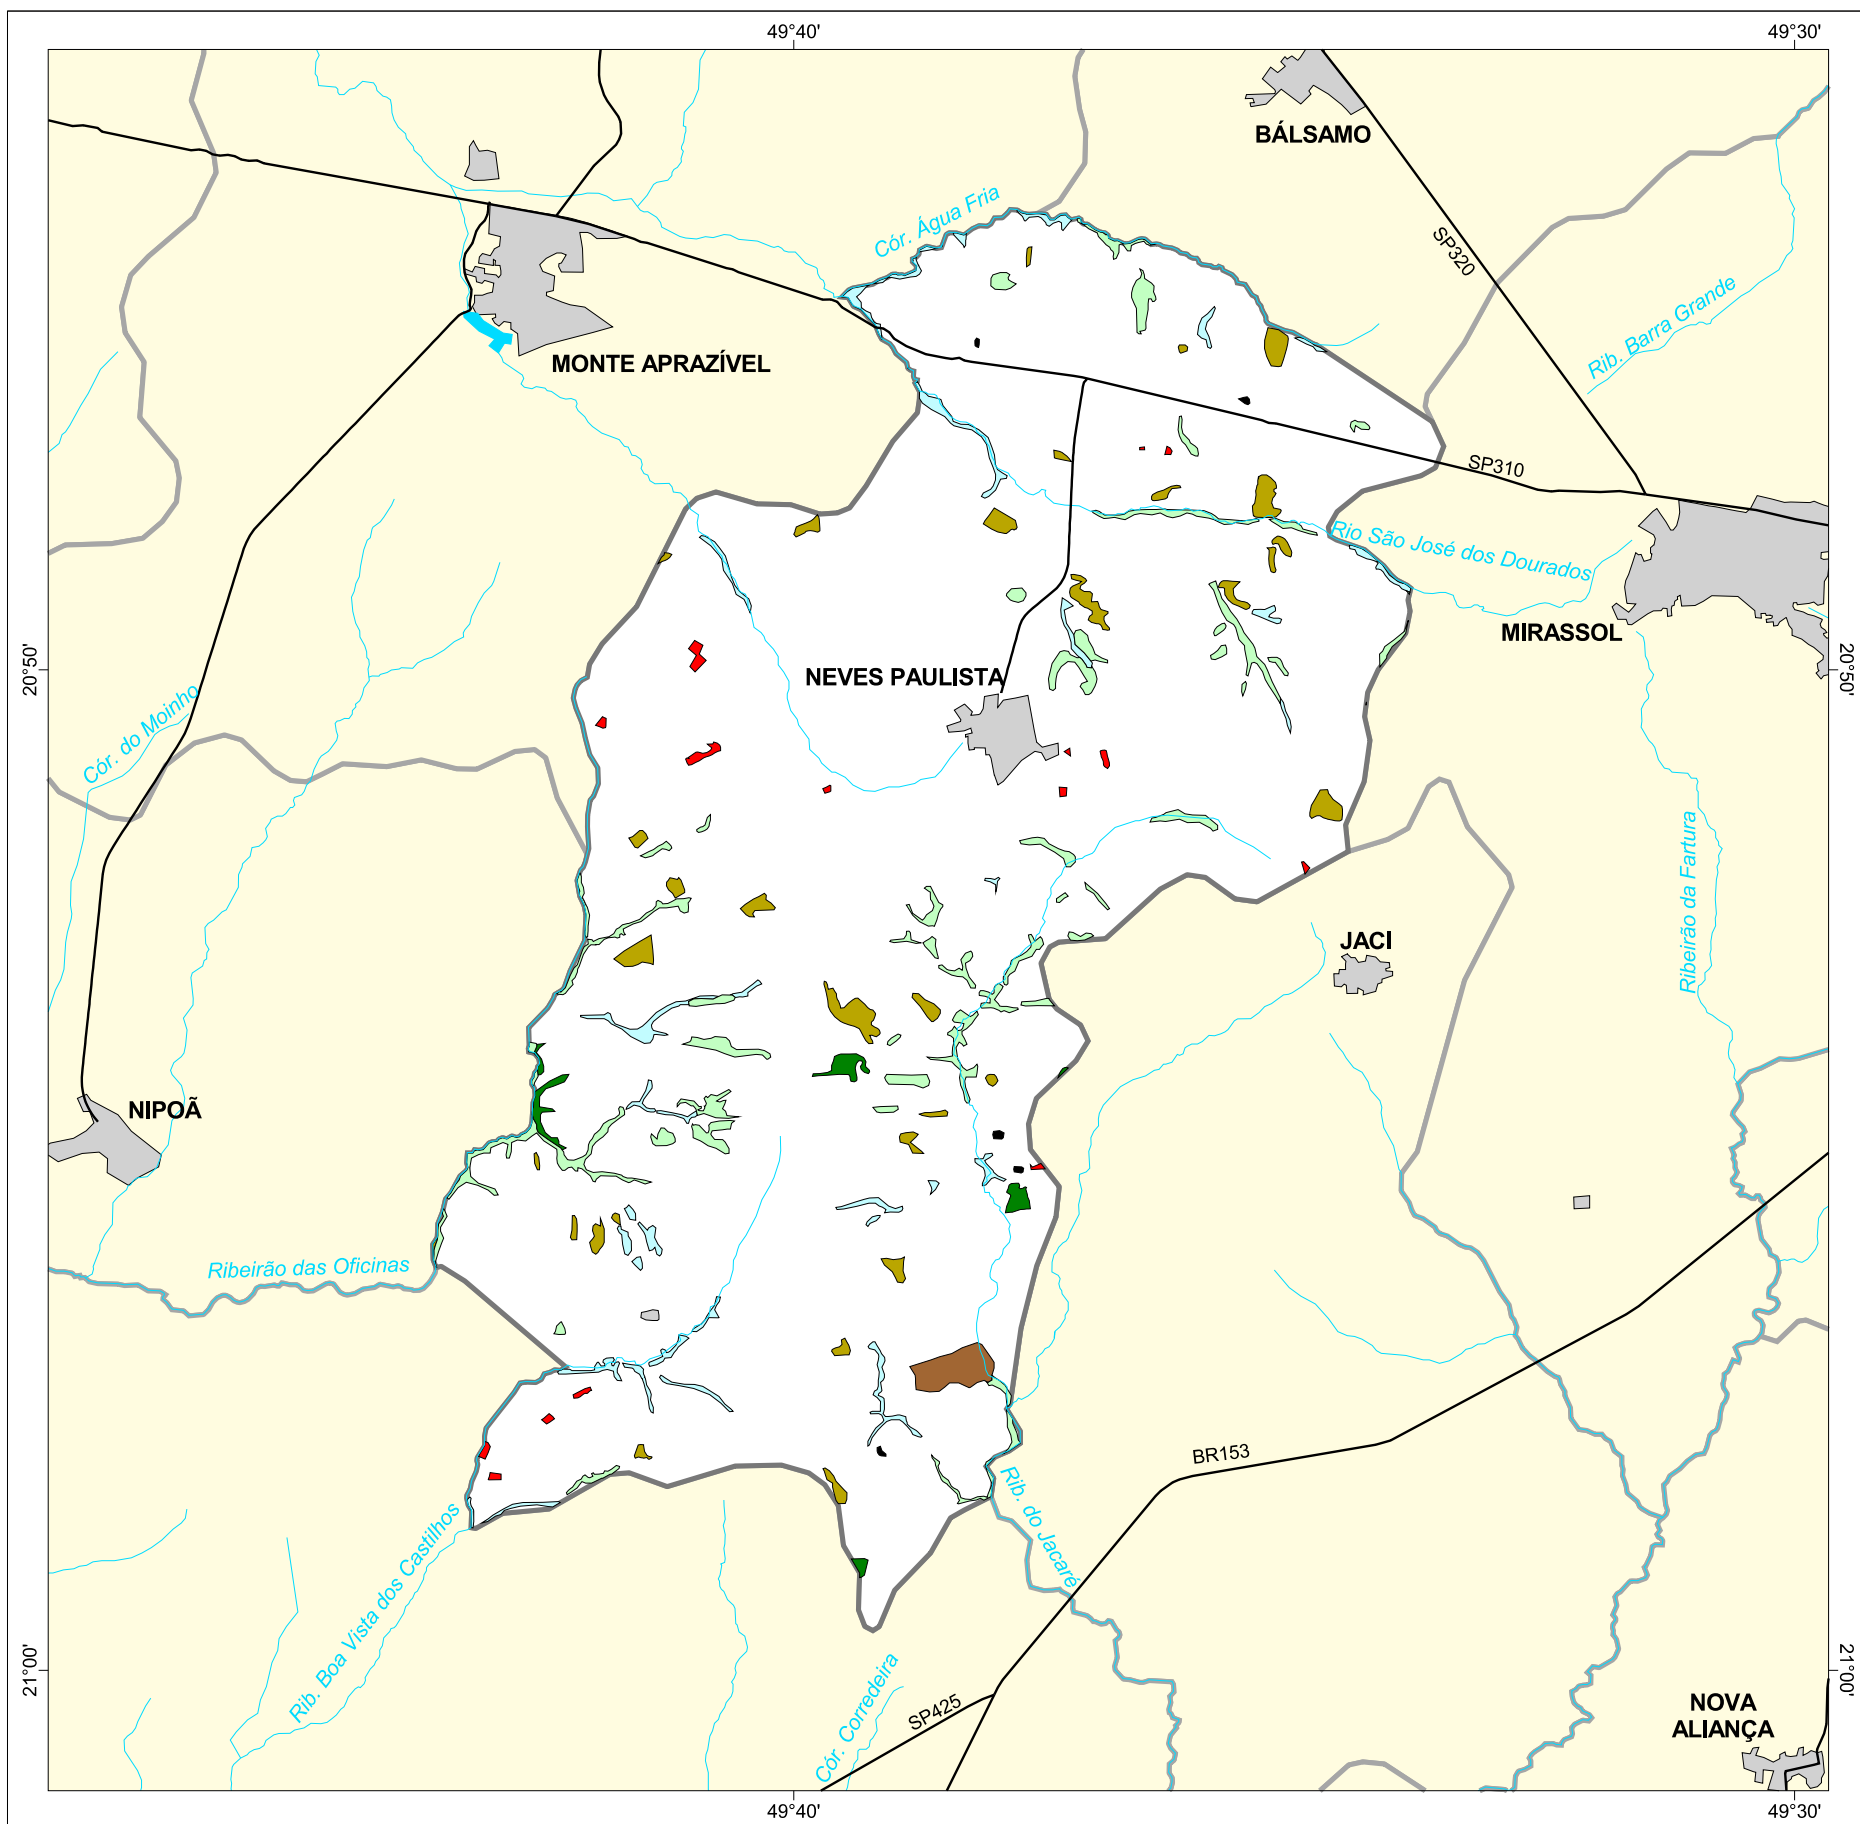 49°40'
49°30'
BÁLSAMO
Cór. Água Fria
SP320
Rib. Barra Grande
MONTE APRAZÍVEL
SP310
Rio São José dos Dourados
MIRASSOL
20°50'
NEVES PAULISTA
20°50'
Cór. do Moinho
Ribeirão da Fartura
JACI
NIPOÃ
Ribeirão das Oficinas
BR153
Rib. do Jacaré
Rib. Boa Vista dos Castilhos
21°00'
21°00'
Cór. Corredeira
SP425
NOVA
ALIANÇA
49°40'
49°30'